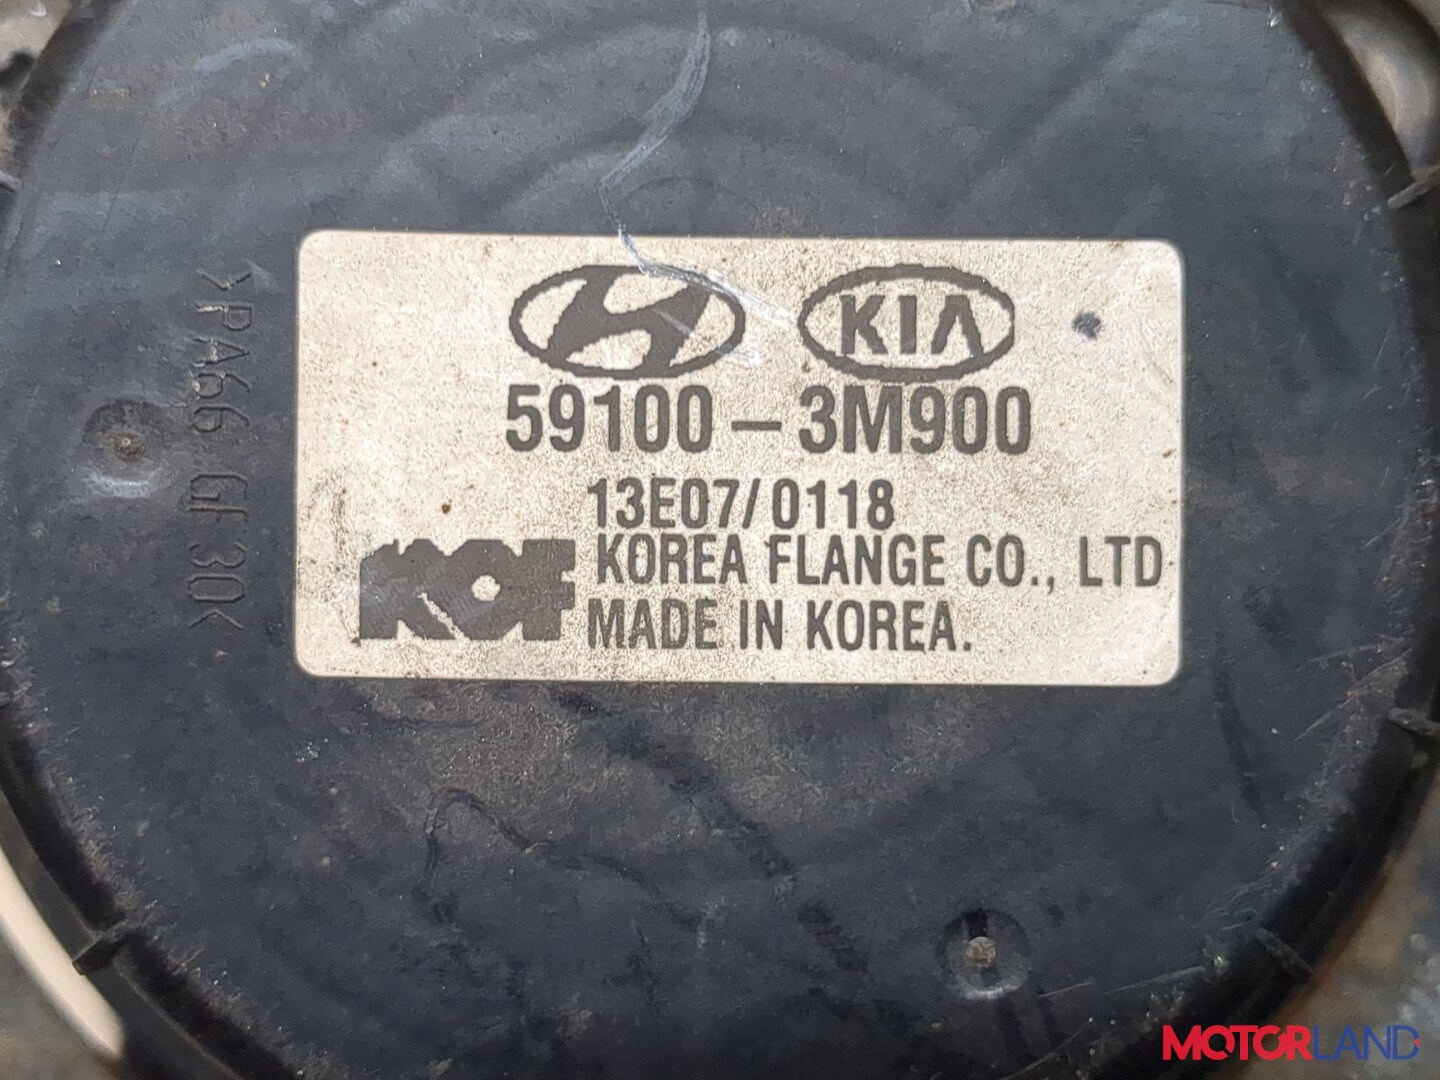 KIA
59100-3M900
13E07/0118
KOF
KOREA FLANGE CO., LTD
MADE IN KOREA.
>PA66 GF30<
MOTORLAND